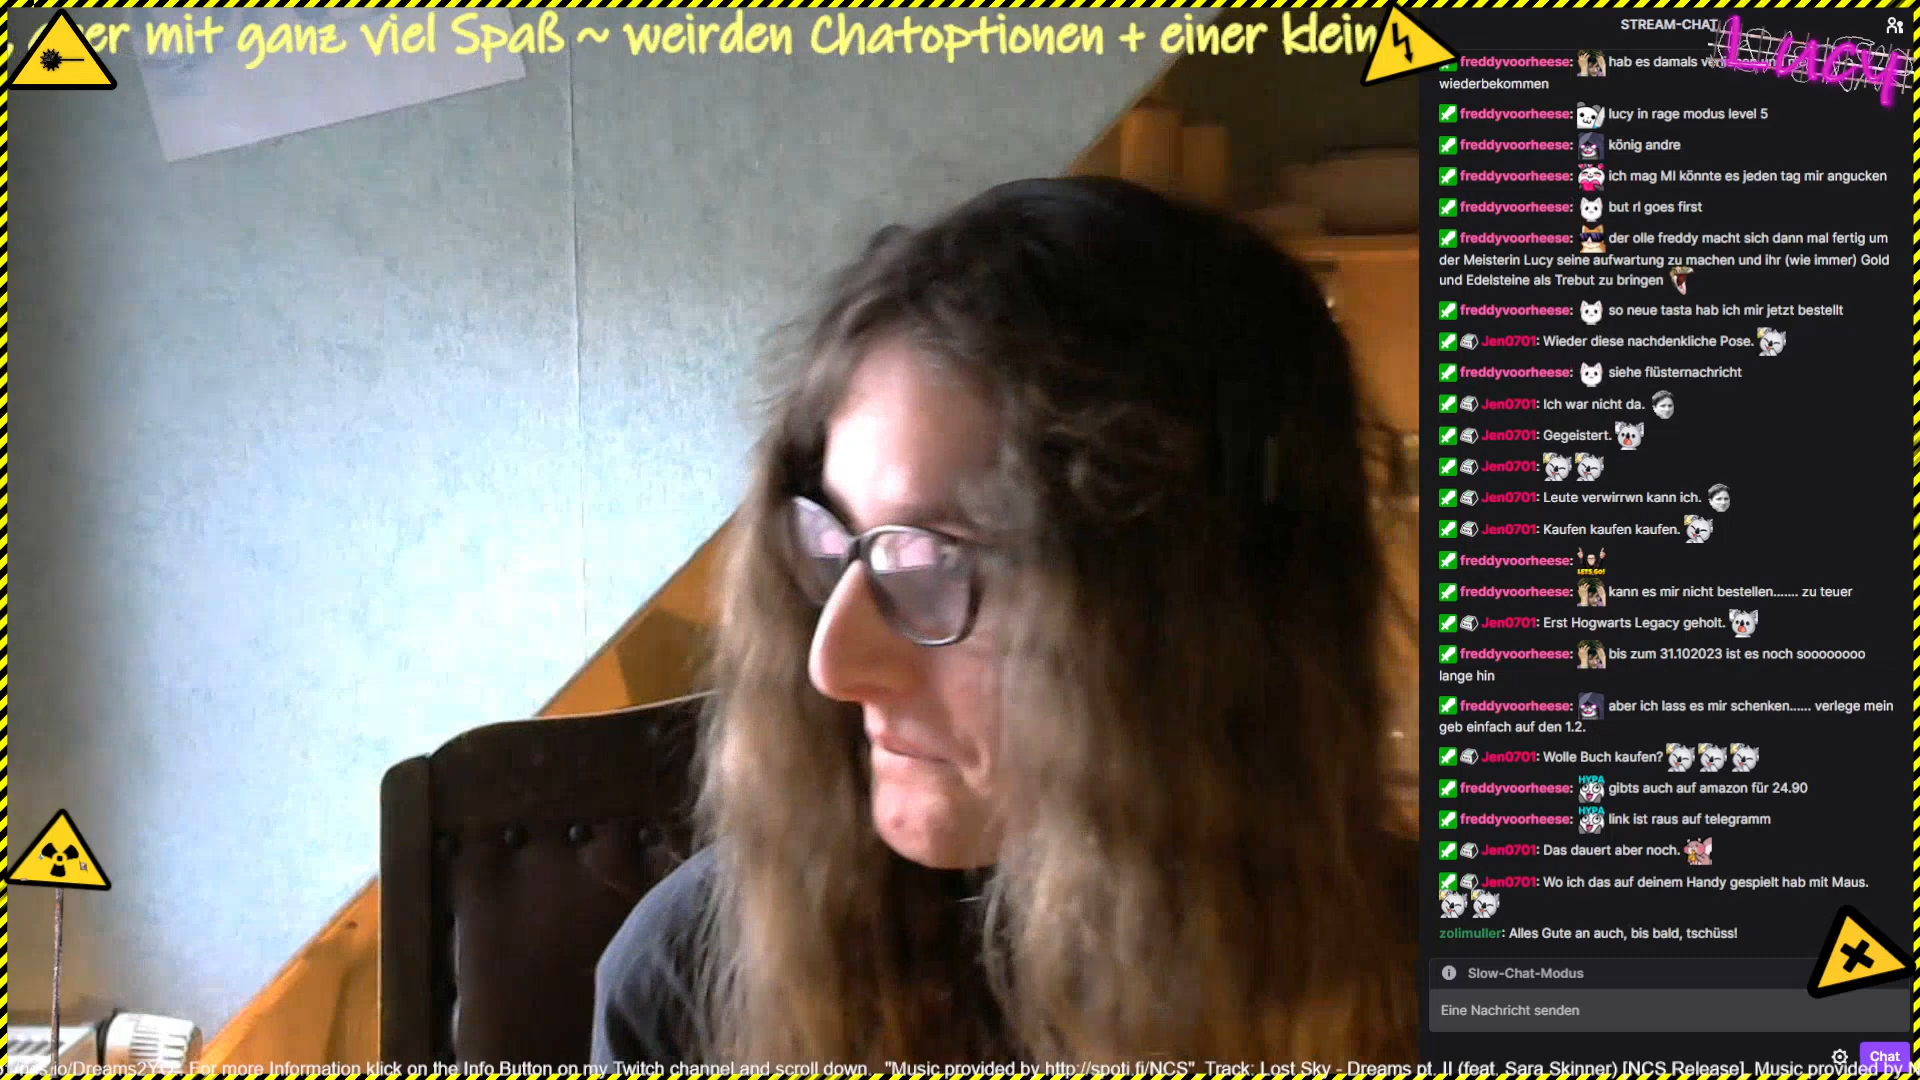 er mit ganz viel Spaß ~ weirden Chatoptionen + einer klein
STREAM-CHAT
Lucy
freddyvoorheese: hab es damals
wiederbekommen
freddyvoorheese: lucy in rage modus level 5
freddyvoorheese: könig andre
freddyvoorheese: ich mag MI könnte es jeden tag mir angucken
freddyvoorheese: but rl goes first
freddyvoorheese: der olle freddy macht sich dann mal fertig um
der Meisterin Lucy seine aufwartung zu machen und ihr (wie immer) Gold
und Edelsteine als Trebut zu bringen
freddyvoorheese: so neue tasta hab ich mir jetzt bestellt
Jen0701: Wieder diese nachdenkliche Pose.
freddyvoorheese: siehe flüsternachricht
Jen0701: Ich war nicht da.
Jen0701: Gegeistert.
Jen0701:
Jen0701: Leute verwirrwn kann ich.
Jen0701: Kaufen kaufen kaufen.
freddyvoorheese: LETS GO!
freddyvoorheese: kann es mir nicht bestellen....... zu teuer
Jen0701: Erst Hogwarts Legacy geholt.
freddyvoorheese: bis zum 31.102023 ist es noch soooooooo
lange hin
freddyvoorheese: aber ich lass es mir schenken...... verlege mein
geb einfach auf den 1.2.
Jen0701: Wolle Buch kaufen?
freddyvoorheese: HYPA gibts auch auf amazon für 24.90
freddyvoorheese: HYPA link ist raus auf telegramm
Jen0701: Das dauert aber noch.
Jen0701: Wo ich das auf deinem Handy gespielt hab mit Maus.
zolimuller: Alles Gute an auch, bis bald, tschüss!
Slow-Chat-Modus
Eine Nachricht senden
Chat
For more Information klick on the Info Button on my Twitch channel and scroll down. "Music provided by http://spoti.fi/NCS" Track: Lost Sky - Dreams pt. II (feat. Sara Skinner) [NCS Release]. Music provided by N